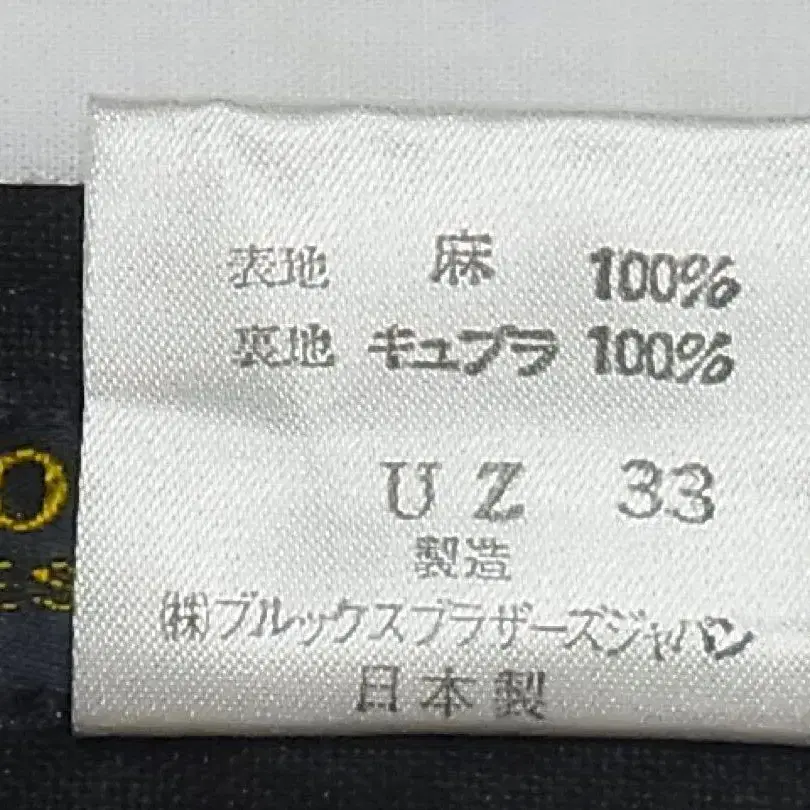 表地 麻 100%
裏地 キュプラ 100%
U Z 33
製造
㈱ブルックスブラザーズジャパン
日本製
O
ES